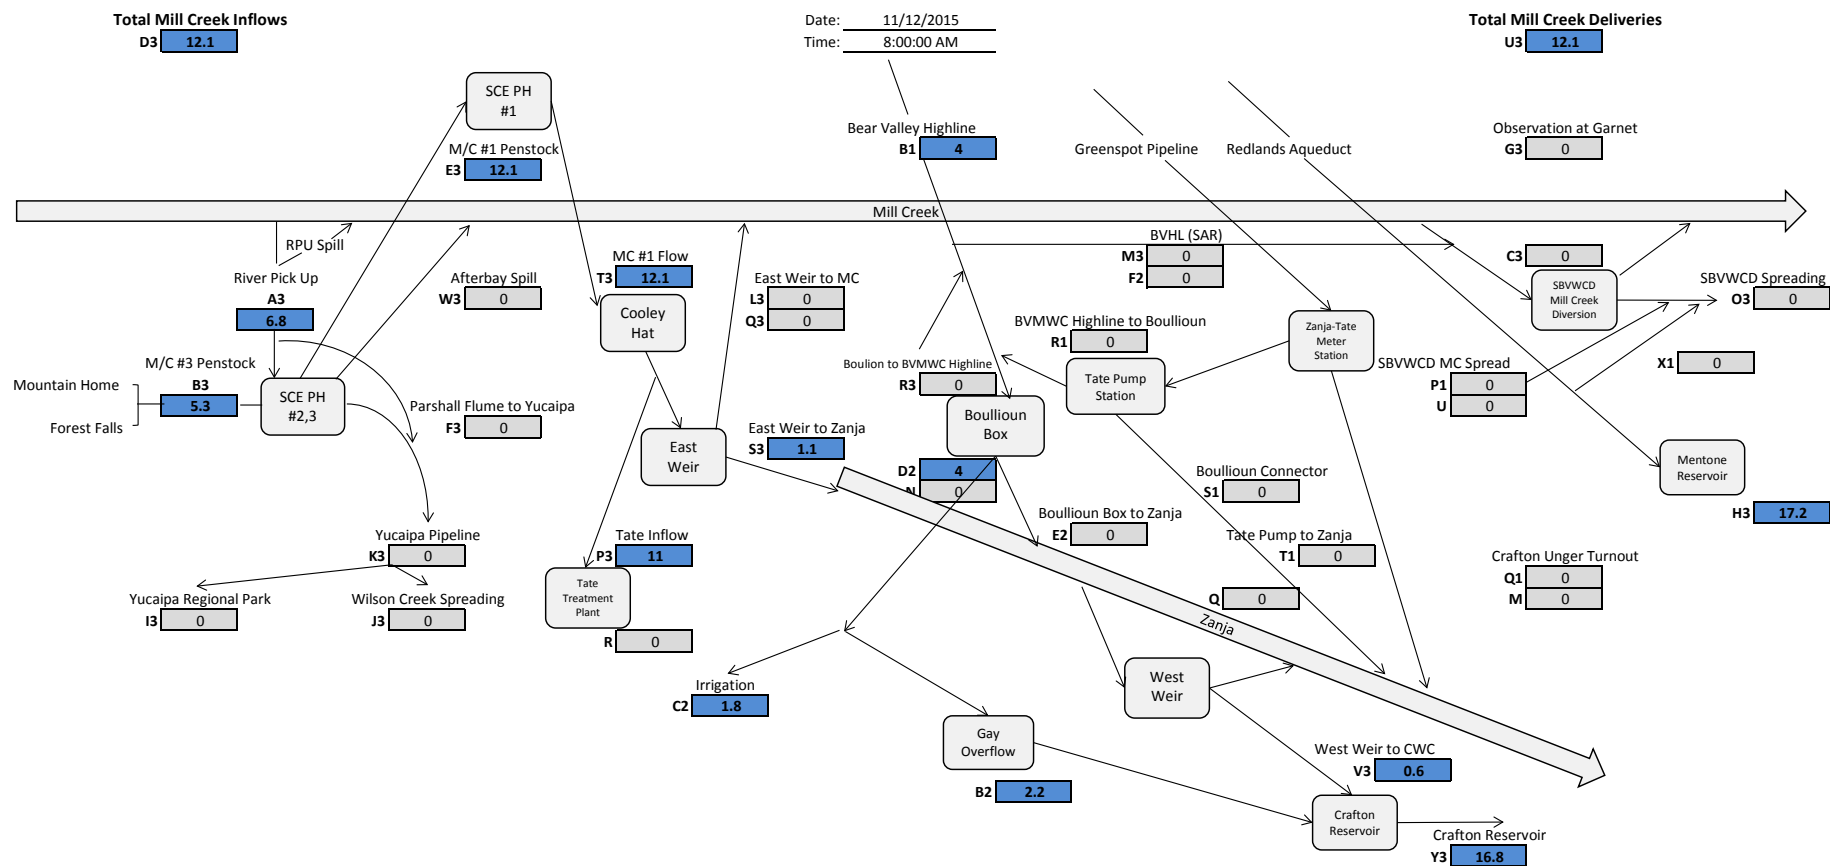 Total Mill Creek Inflows
D3 12.1
Date: 11/12/2015
Time: 8:00:00 AM
Total Mill Creek Deliveries
U3 12.1
SCE PH
#1
M/C #1 Penstock
E3 12.1
Bear Valley Highline
B1 4
Greenspot Pipeline
Redlands Aqueduct
Observation at Garnet
G3 0
Mill Creek
RPU Spill
River Pick Up
A3
6.8
Afterbay Spill
W3 0
MC #1 Flow
T3 12.1
East Weir to MC
L3 0
Q3 0
BVHL (SAR)
M3 0
F2 0
C3 0
SBVWCD
Mill Creek
Diversion
SBVWCD Spreading
O3 0
Cooley
Hat
BVMWC Highline to Boullioun
R1 0
Zanja-Tate
Meter
Station
M/C #3 Penstock
B3
5.3
Mountain Home
Forest Falls
SCE PH
#2,3
Boulion to BVMWC Highline
R3 0
Tate Pump
Station
SBVWCD MC Spread
P1 0
U 0
X1 0
Parshall Flume to Yucaipa
F3 0
Boullioun
Box
East
Weir
East Weir to Zanja
S3 1.1
D2 4
N 0
Boullioun Connector
S1 0
Mentone
Reservoir
H3 17.2
Boullioun Box to Zanja
E2 0
Yucaipa Pipeline
K3 0
Tate Inflow
P3 11
Tate
Treatment
Plant
Tate Pump to Zanja
T1 0
Crafton Unger Turnout
Q1 0
M 0
Yucaipa Regional Park
I3 0
Wilson Creek Spreading
J3 0
Q 0
Zanja
R 0
Irrigation
C2 1.8
West
Weir
Gay
Overflow
B2 2.2
West Weir to CWC
V3 0.6
Crafton
Reservoir
Crafton Reservoir
Y3 16.8